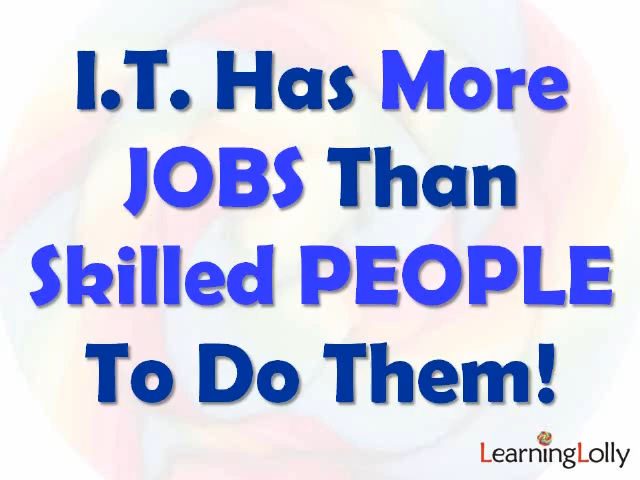 I.T. Has More
JOBS Than
Skilled PEOPLE
To Do Them!
LearningLolly